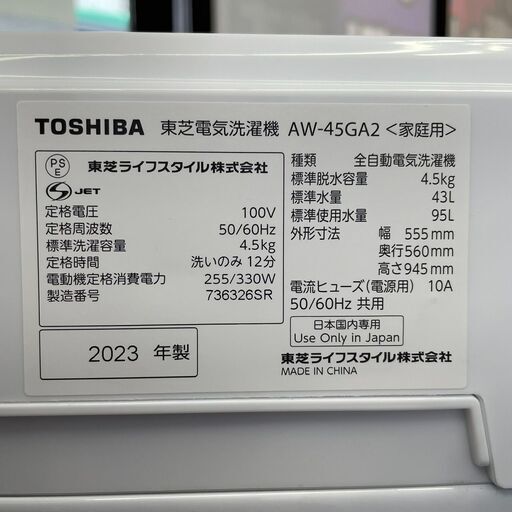 TOSHIBA 東芝電気洗濯機 AW-45GA2 <家庭用>
PS
E
東芝ライフスタイル株式会社
S JET
定格電圧 100V
定格周波数 50/60Hz
標準洗濯容量 4.5kg
定格時間 洗いのみ 12分
電動機定格消費電力 255/330W
製造番号 736326SR
2023 年製
種類 全自動電気洗濯機
標準脱水容量 4.5kg
標準水量 43L
標準使用水量 95L
外形寸法 幅 555mm
奥行560mm
高さ945mm
電流ヒューズ(電源用) 10A
50/60Hz 共用
日本国内専用
Use Only in Japan
東芝ライフスタイル株式会社
MADE IN CHINA